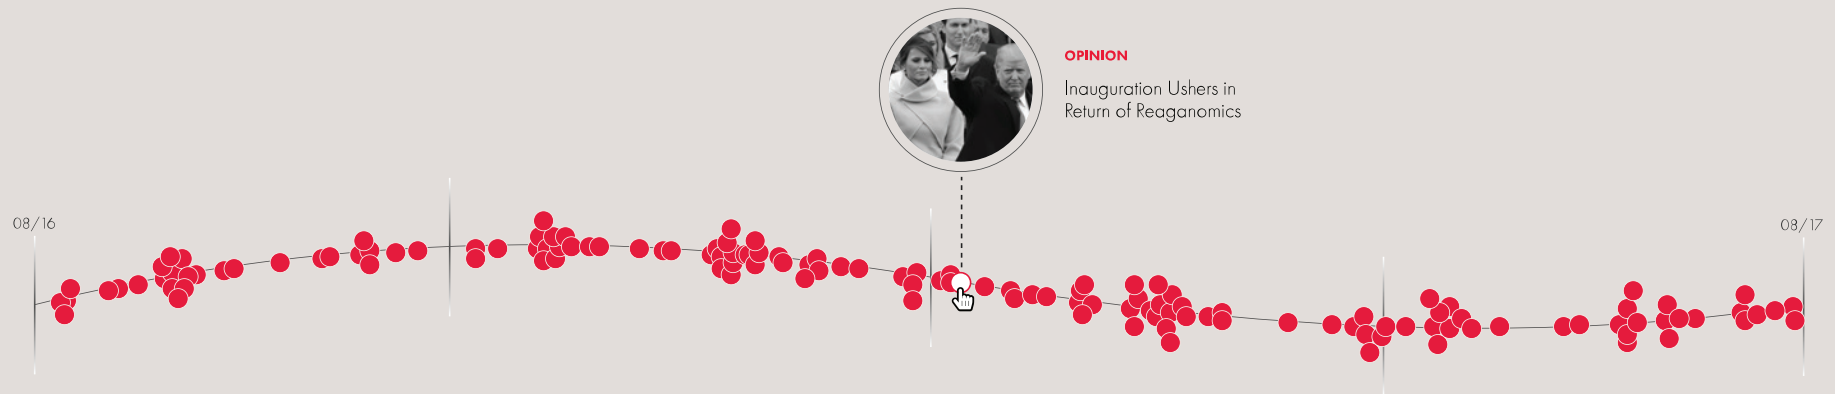 OPINION
Inauguration Ushers in
Return of Reaganomics
08/16
08/17